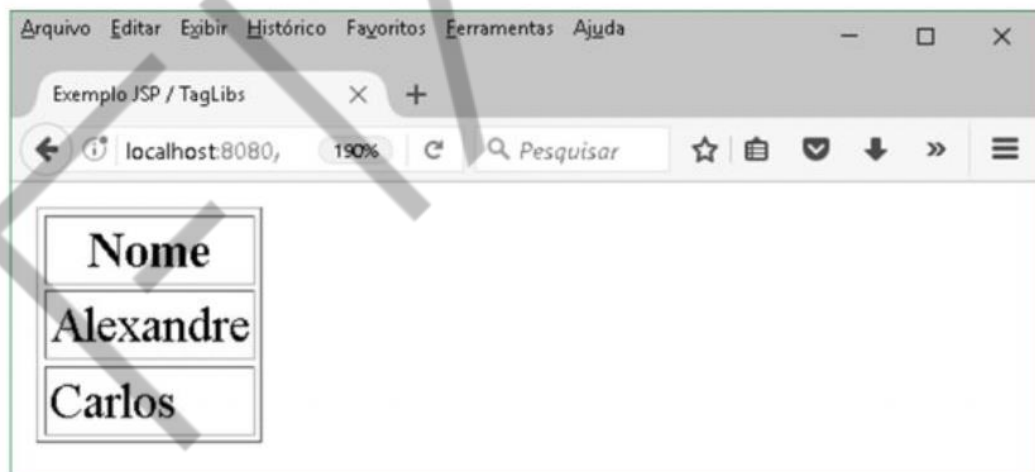 Arquivo Editar Exibir Histórico Favoritos Ferramentas Ajuda
Exemplo JSP / TagLibs
localhost:8080, 190% Pesquisar
Nome
Alexandre
Carlos